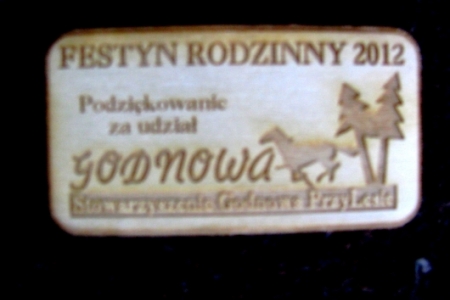 FESTYN RODZINNY 2012
Podziękowanie
za udział
GODNOWA
Stowarzyszenie Godnowa PrzyLesie